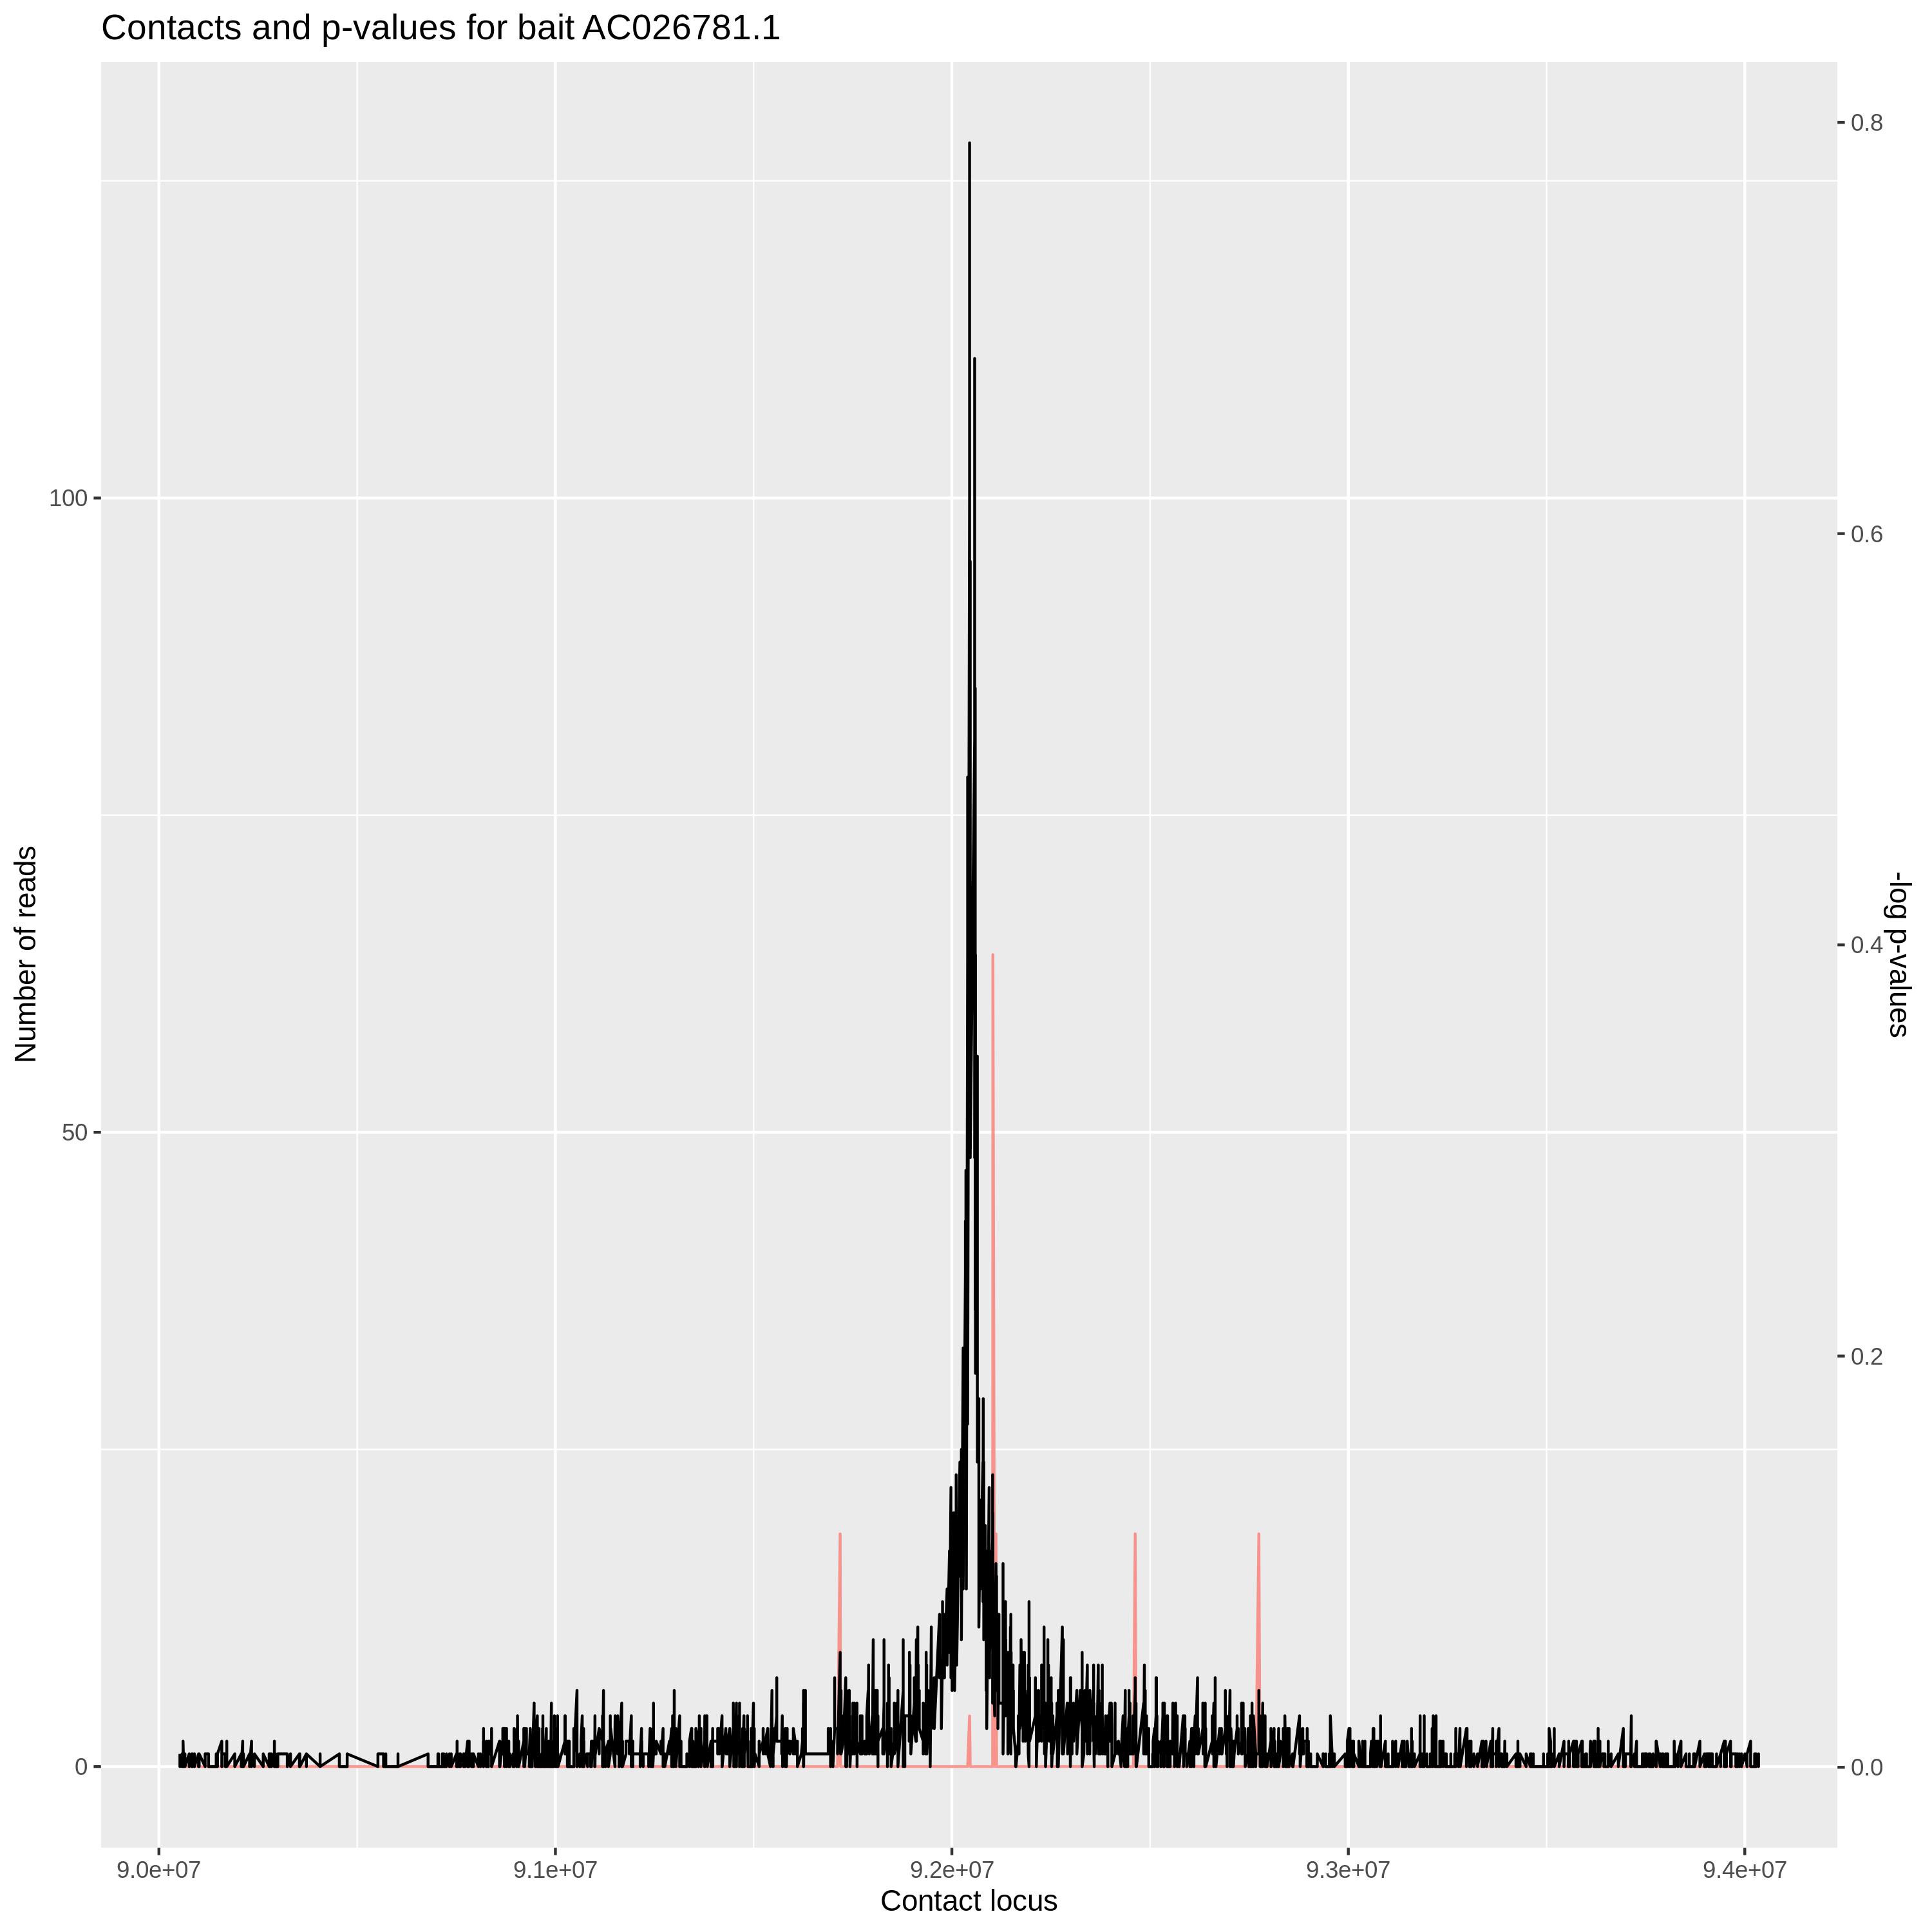 Contacts and p-values for bait AC026781.1
Number of reads
100
50
0
0.8
0.6
0.4
0.2
0.0
-log p-values
9.0e+07 9.1e+07 9.2e+07 9.3e+07 9.4e+07
Contact locus